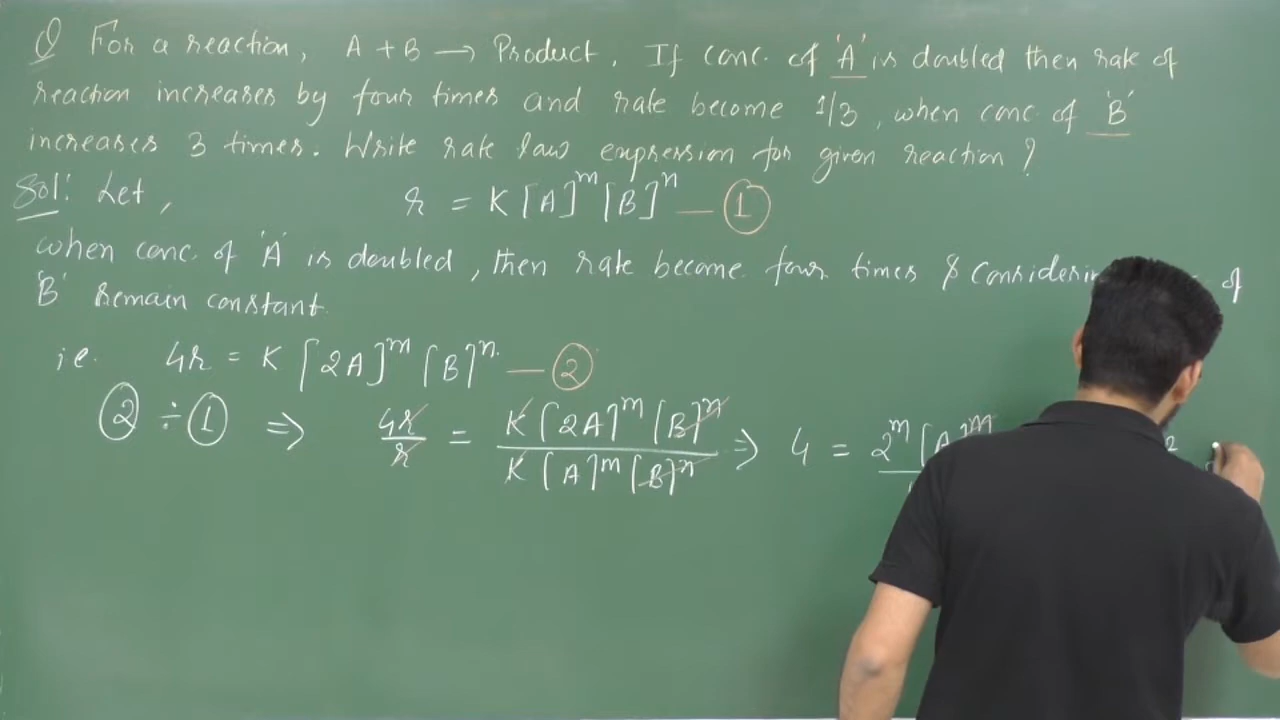 Q For a reaction, A + B ⟶ Product. If conc. of 'A' is doubled then rate of
reaction increases by four times and rate become 1/3, when conc of 'B'
increases 3 times. Write rate law expression for given reaction ?
Sol: Let, r = K [A]^m [B]^n — ①
when conc. of 'A' is doubled, then rate become four times & of
'B' remain constant.
i.e. 4r = K [2A]^m [B]^n — ②
② ÷ ① ⇒ 4r/r = K [2A]^m [B]^n / K [A]^m [B]^n ⇒ 4 = 2^m [A]^m 2